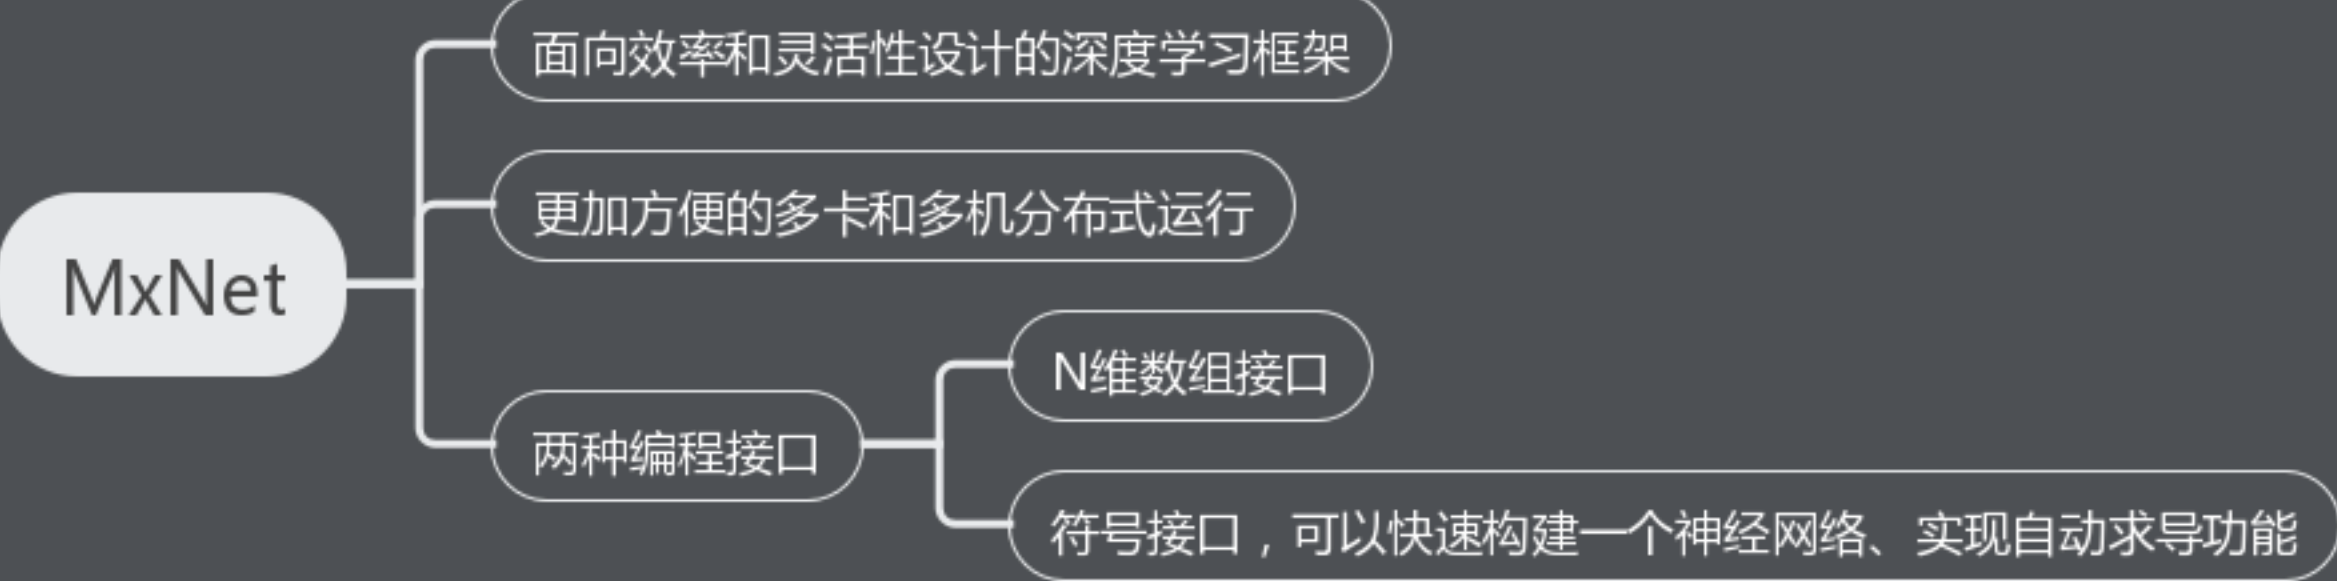 面向效率和灵活性设计的深度学习框架
更加方便的多卡和多机分布式运行
MxNet
N维数组接口
两种编程接口
符号接口，可以快速构建一个神经网络、实现自动求导功能